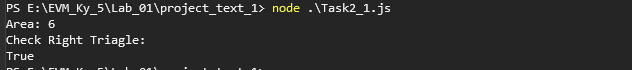 PS E:\EVM_Ky_5\Lab_01\project_text_1> node .\Task2_1.js
Area: 6
Check Right Triagle:
True